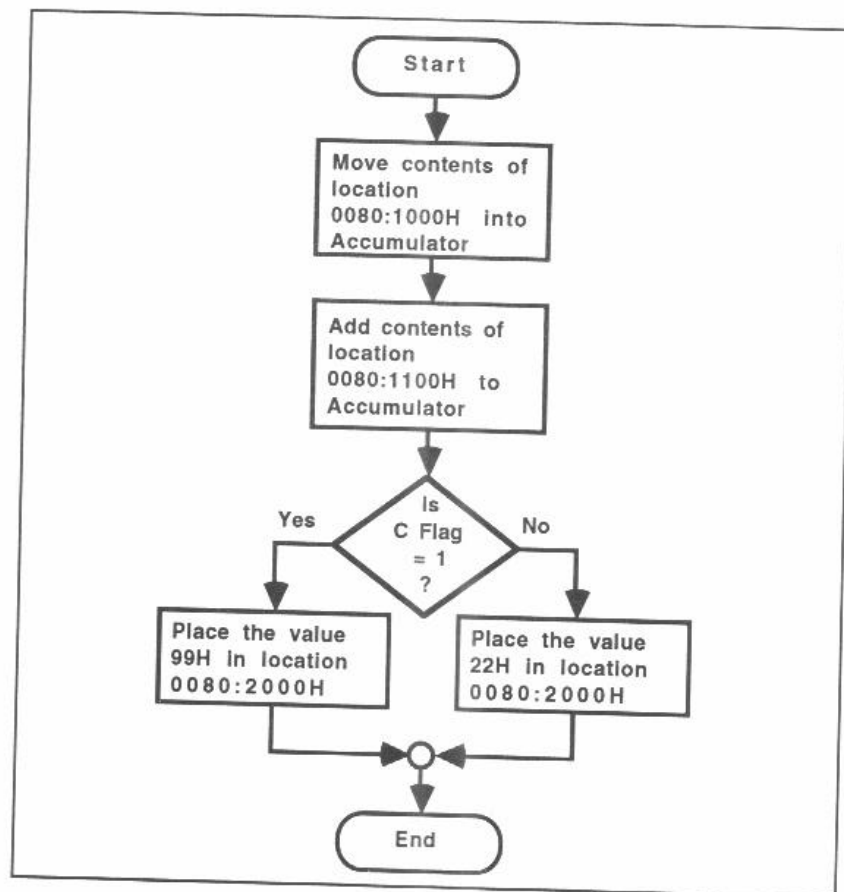 Start
Move contents of
location
0080:1000H into
Accumulator
Add contents of
location
0080:1100H to
Accumulator
Is
C Flag
= 1
?
Yes
No
Place the value
99H in location
0080:2000H
Place the value
22H in location
0080:2000H
End